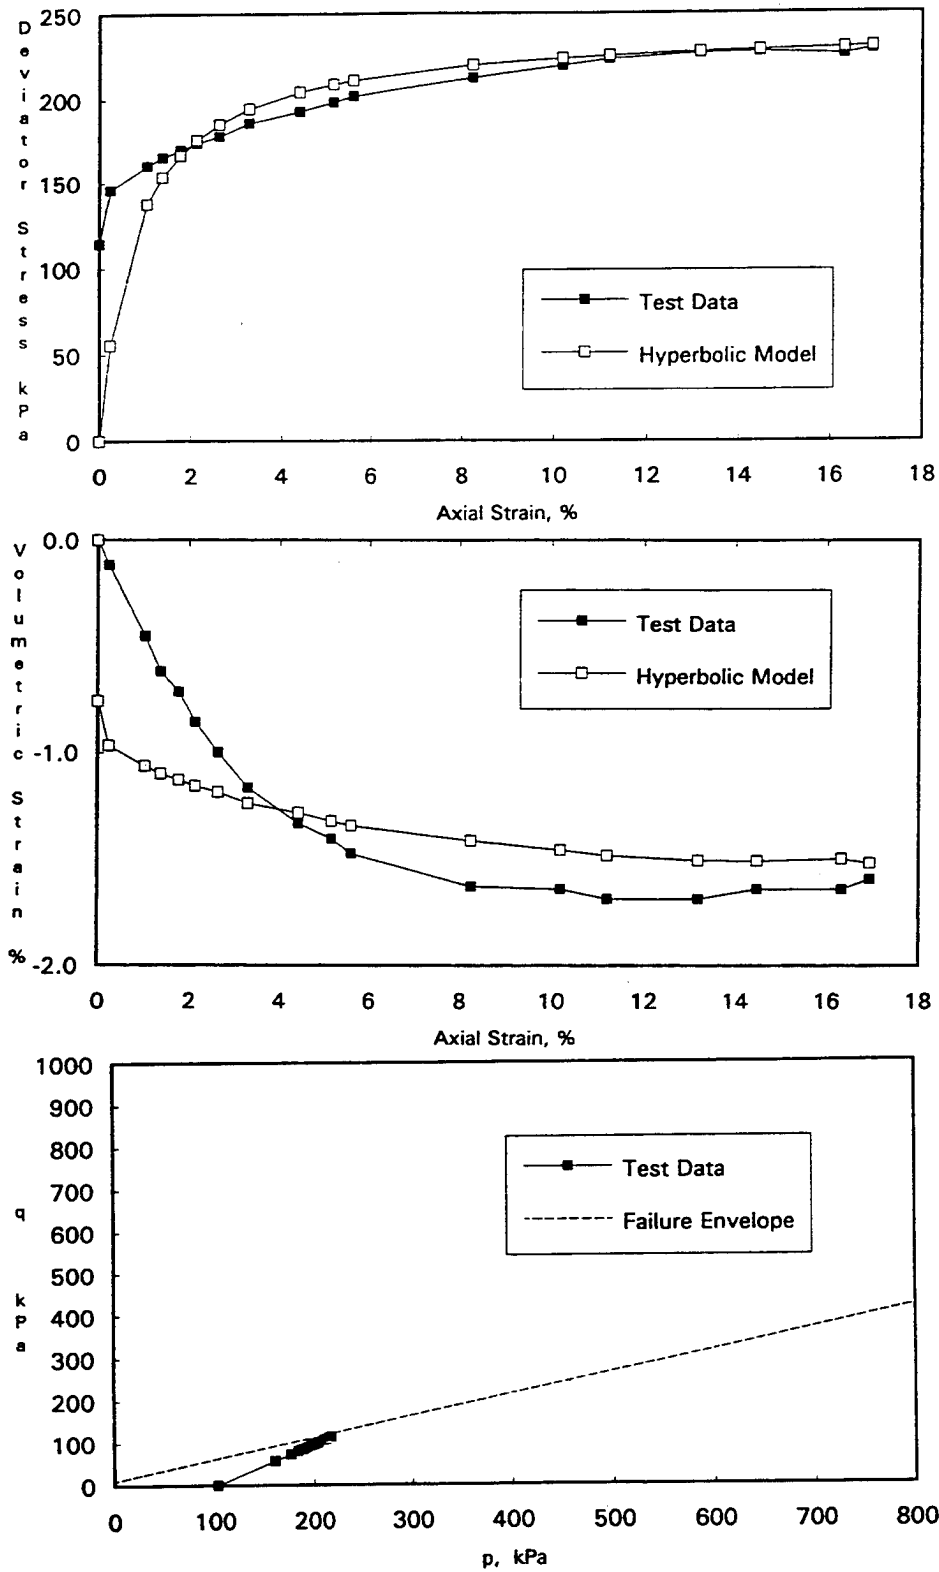 Deviator Stress kPa
250
200
150
100
50
0
Test Data
Hyperbolic Model
0 2 4 6 8 10 12 14 16 18
Axial Strain, %
Volumetric Strain %
0.0
-1.0
-2.0
Test Data
Hyperbolic Model
0 2 4 6 8 10 12 14 16 18
Axial Strain, %
q kPa
1000
900
800
700
600
500
400
300
200
100
0
Test Data
Failure Envelope
0 100 200 300 400 500 600 700 800
p, kPa